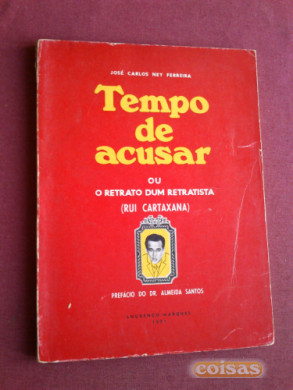 JOSÉ CARLOS NEY FERREIRA
Tempo
de
acusar
OU
O RETRATO DUM RETRATISTA
(RUI CARTAXANA)
PREFÁCIO DO DR. ALMEIDA SANTOS
coisas